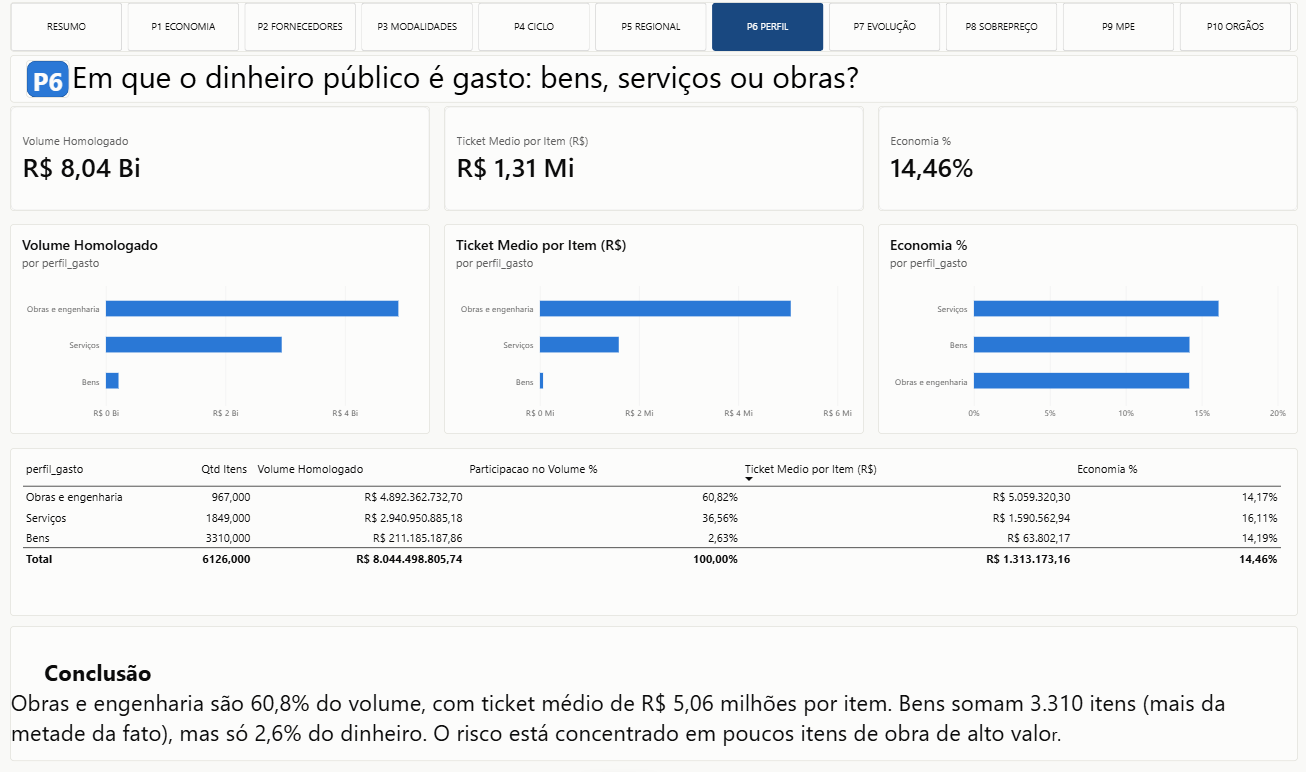 RESUMO P1 ECONOMIA P2 FORNECEDORES P3 MODALIDADES P4 CICLO P5 REGIONAL P6 PERFIL P7 EVOLUÇÃO P8 SOBREPREÇO P9 MPE P10 ORGÃOS
P6 Em que o dinheiro público é gasto: bens, serviços ou obras?
Volume Homologado
R$ 8,04 Bi
Ticket Medio por Item (R$)
R$ 1,31 Mi
Economia %
14,46%
Volume Homologado
por perfil_gasto
Obras e engenharia
Serviços
Bens
R$ 0 Bi R$ 2 Bi R$ 4 Bi
Ticket Medio por Item (R$)
por perfil_gasto
Obras e engenharia
Serviços
Bens
R$ 0 Mi R$ 2 Mi R$ 4 Mi R$ 6 Mi
Economia %
por perfil_gasto
Serviços
Bens
Obras e engenharia
0% 5% 10% 15% 20%
perfil_gasto Qtd Itens Volume Homologado Participacao no Volume % Ticket Medio por Item (R$) Economia %
Obras e engenharia 967,000 R$ 4.892.362.732,70 60,82% R$ 5.059.320,30 14,17%
Serviços 1849,000 R$ 2.940.950.885,18 36,56% R$ 1.590.562,94 16,11%
Bens 3310,000 R$ 211.185.187,86 2,63% R$ 63.802,17 14,19%
Total 6126,000 R$ 8.044.498.805,74 100,00% R$ 1.313.173,16 14,46%
Conclusão
Obras e engenharia são 60,8% do volume, com ticket médio de R$ 5,06 milhões por item. Bens somam 3.310 itens (mais da
metade da fato), mas só 2,6% do dinheiro. O risco está concentrado em poucos itens de obra de alto valor.